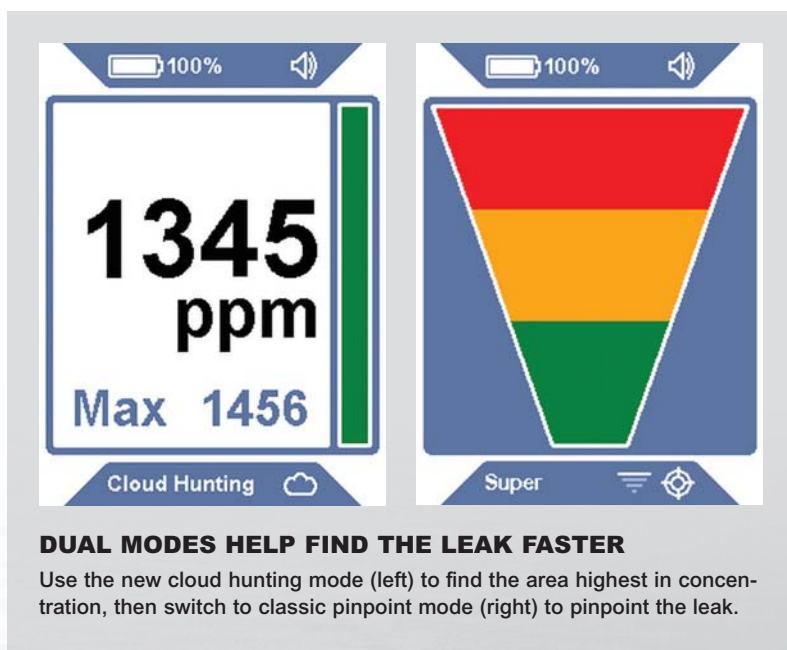 100%
1345
ppm
Max 1456
Cloud Hunting
100%
Super
DUAL MODES HELP FIND THE LEAK FASTER
Use the new cloud hunting mode (left) to find the area highest in concen-
tration, then switch to classic pinpoint mode (right) to pinpoint the leak.